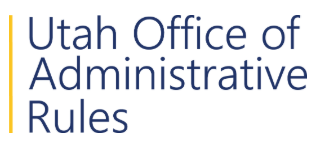 Utah Office of
Administrative
Rules